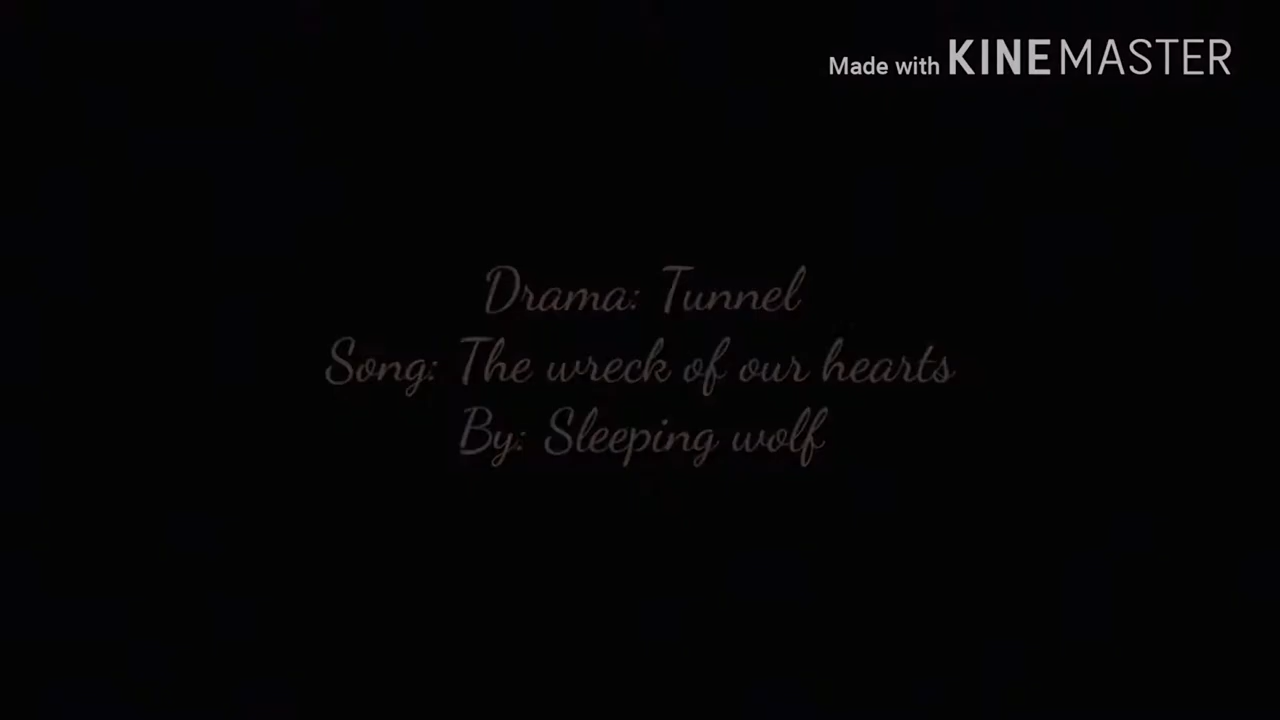 Made with KINEMASTER
Drama: Tunnel
Song: The wreck of our hearts
By: Sleeping wolf